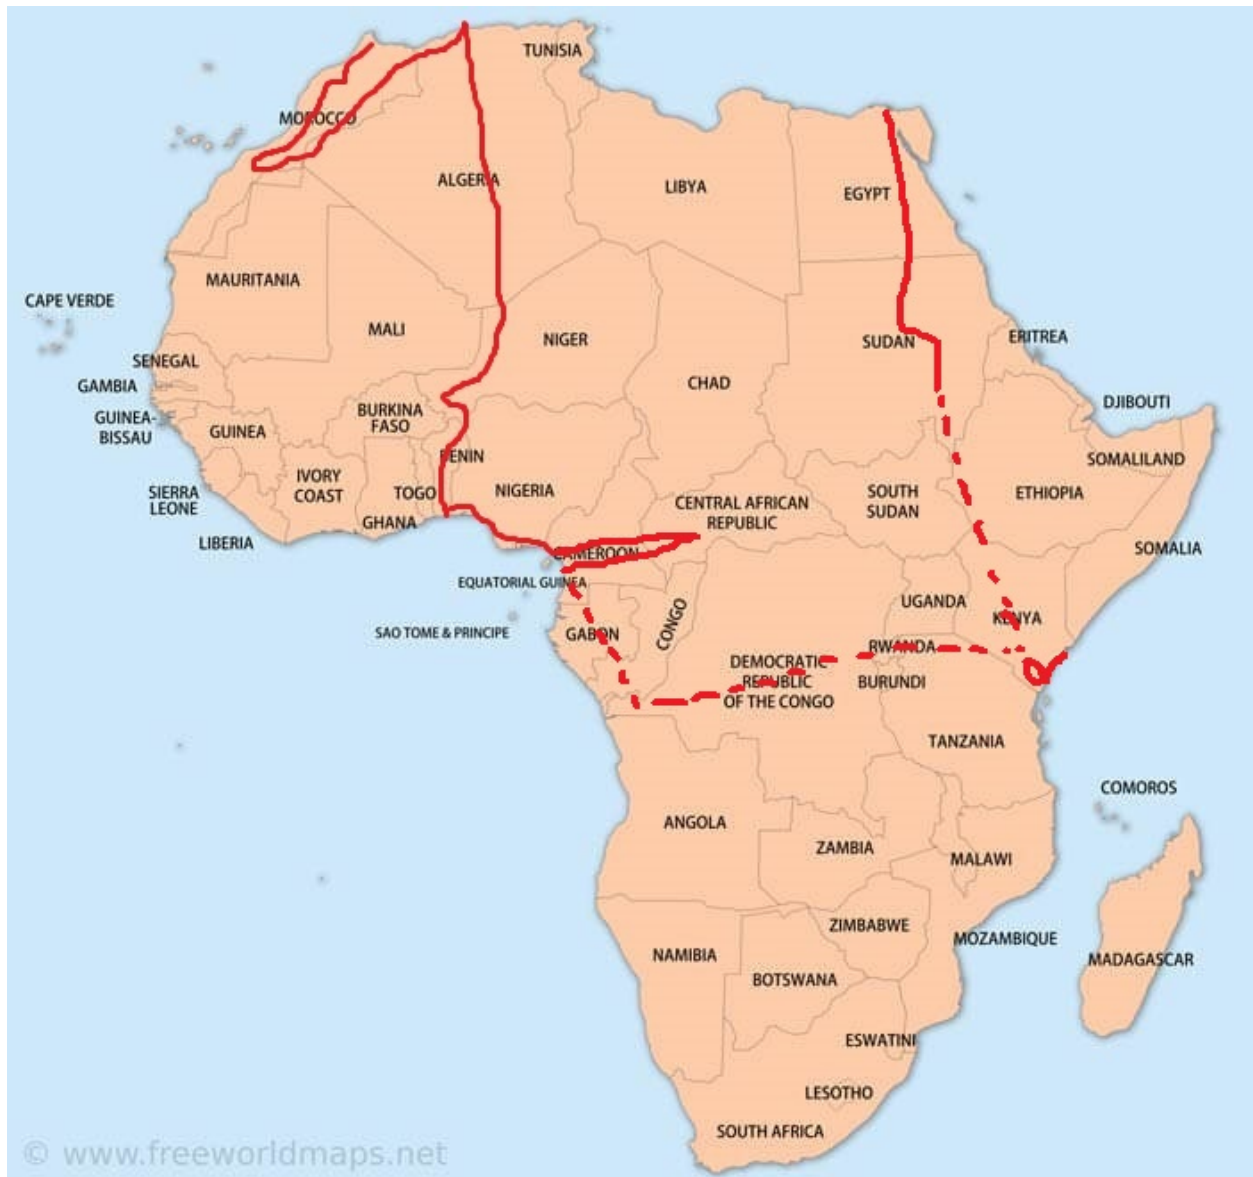 TUNISIA
MOROCCO
ALGERIA
LIBYA
EGYPT
MAURITANIA
CAPE VERDE
MALI
NIGER
SUDAN
ERITREA
SENEGAL
CHAD
GAMBIA
DJIBOUTI
GUINEA-
BISSAU
BURKINA
FASO
GUINEA
BENIN
SOMALILAND
IVORY
COAST
TOGO
NIGERIA
SIERRA
LEONE
CENTRAL AFRICAN
REPUBLIC
SOUTH
SUDAN
ETHIOPIA
GHANA
LIBERIA
CAMEROON
SOMALIA
EQUATORIAL GUINEA
UGANDA
KENYA
SAO TOME & PRINCIPE
GABON
CONGO
RWANDA
DEMOCRATIC
REPUBLIC
OF THE CONGO
BURUNDI
TANZANIA
COMOROS
ANGOLA
ZAMBIA
MALAWI
ZIMBABWE
MOZAMBIQUE
NAMIBIA
BOTSWANA
MADAGASCAR
ESWATINI
LESOTHO
SOUTH AFRICA
© www.freeworldmaps.net